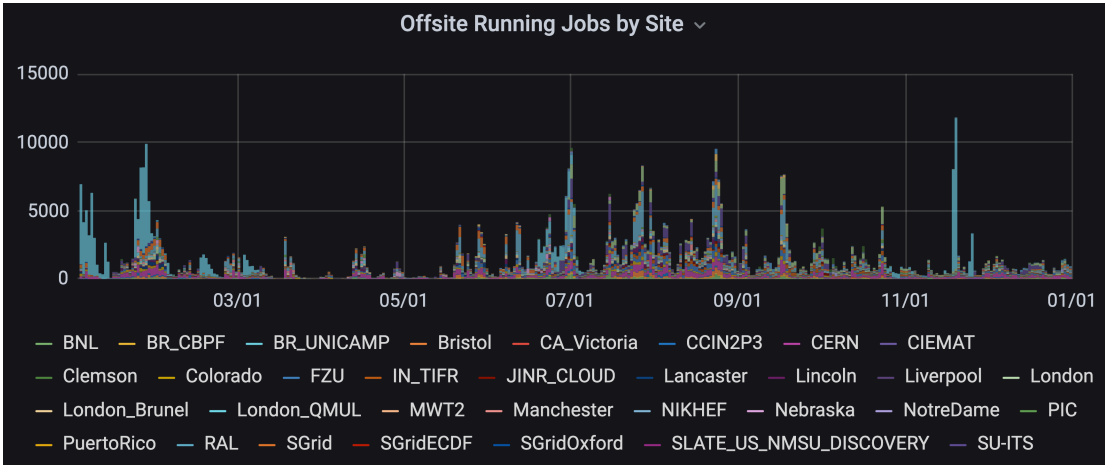 Offsite Running Jobs by Site
15000
10000
5000
0
03/01 05/01 07/01 09/01 11/01 01/01
BNL BR_CBPF BR_UNICAMP Bristol CA_Victoria CCIN2P3 CERN CIEMAT
Clemson Colorado FZU IN_TIFR JINR_CLOUD Lancaster Lincoln Liverpool London
London_Brunel London_QMUL MWT2 Manchester NIKHEF Nebraska NotreDame PIC
PuertoRico RAL SGrid SGridECDF SGridOxford SLATE_US_NMSU_DISCOVERY SU-ITS